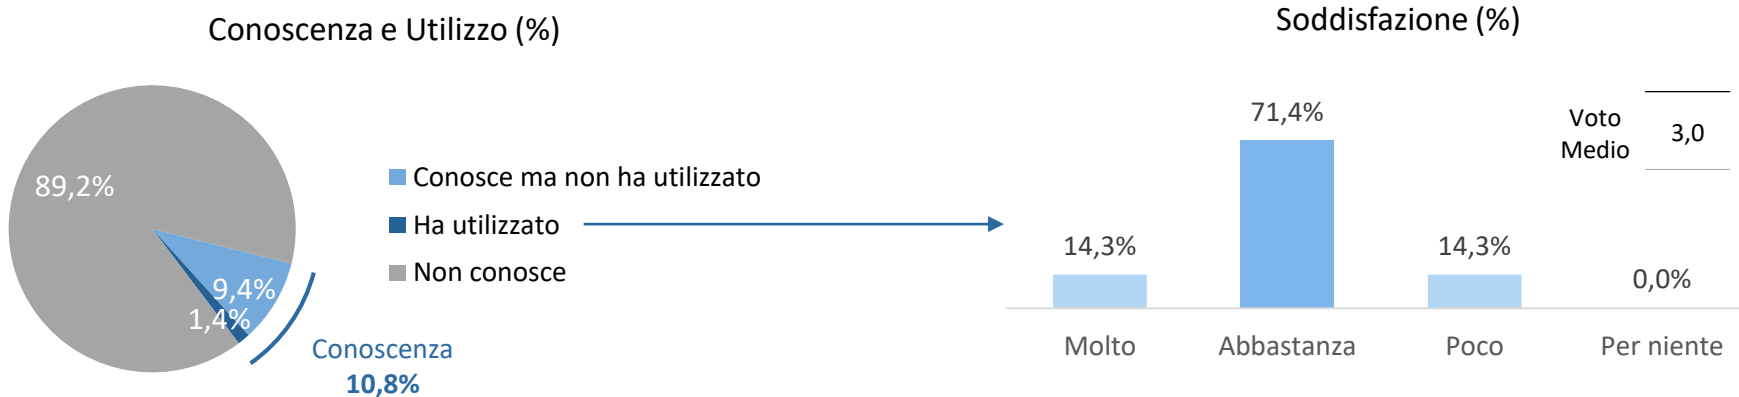 Conoscenza e Utilizzo (%)
89,2%
9,4%
1,4%
Conoscenza
10,8%
Conosce ma non ha utilizzato
Ha utilizzato
Non conosce
Soddisfazione (%)
Voto
Medio
3,0
14,3%
71,4%
14,3%
0,0%
Molto
Abbastanza
Poco
Per niente